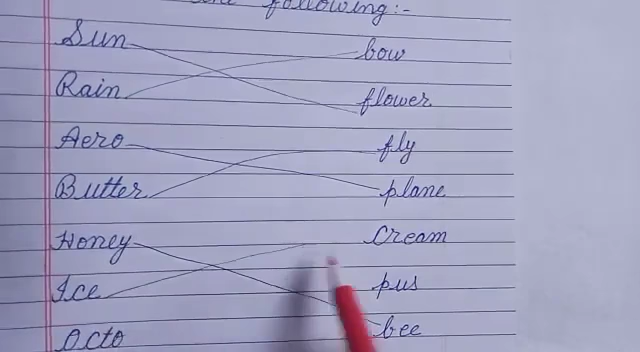 following:-
Sun bow
Rain flower
Aero fly
Butter plane
Honey Cream
Ice pus
Octo bee